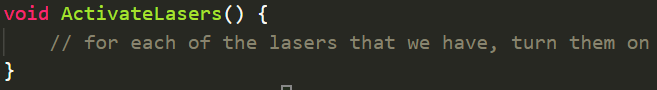 void ActivateLasers() {
    // for each of the lasers that we have, turn them on
}